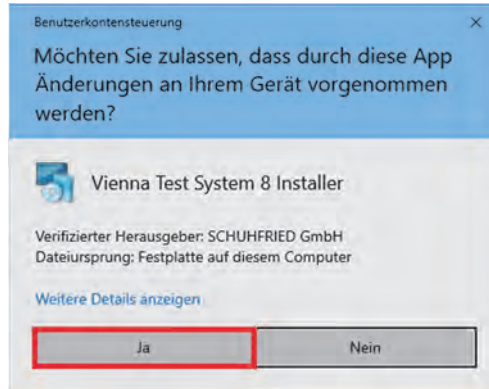 Benutzerkontensteuerung
Möchten Sie zulassen, dass durch diese App
Änderungen an Ihrem Gerät vorgenommen
werden?
Vienna Test System 8 Installer
Verifizierter Herausgeber: SCHUHFRIED GmbH
Dateiursprung: Festplatte auf diesem Computer
Weitere Details anzeigen
Ja Nein